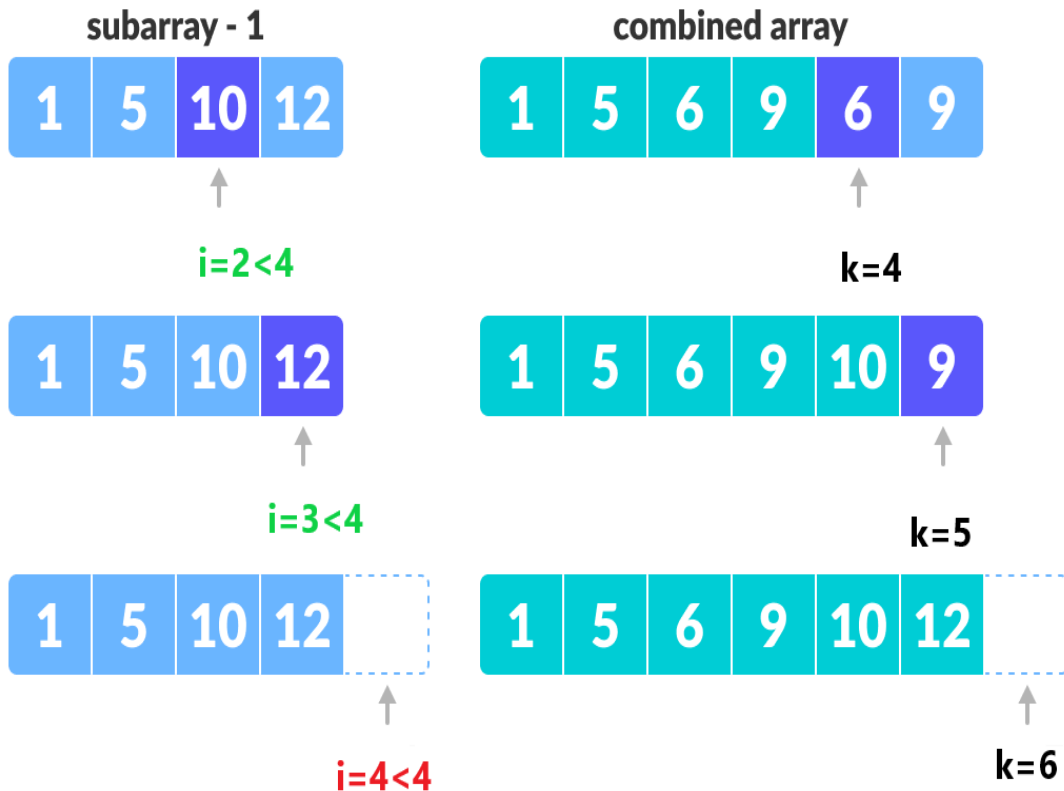 subarray - 1 combined array
1 5 10 12 1 5 6 9 6 9
i=2<4 k=4
1 5 10 12 1 5 6 9 10 9
i=3<4 k=5
1 5 10 12 1 5 6 9 10 12
i=4<4 k=6